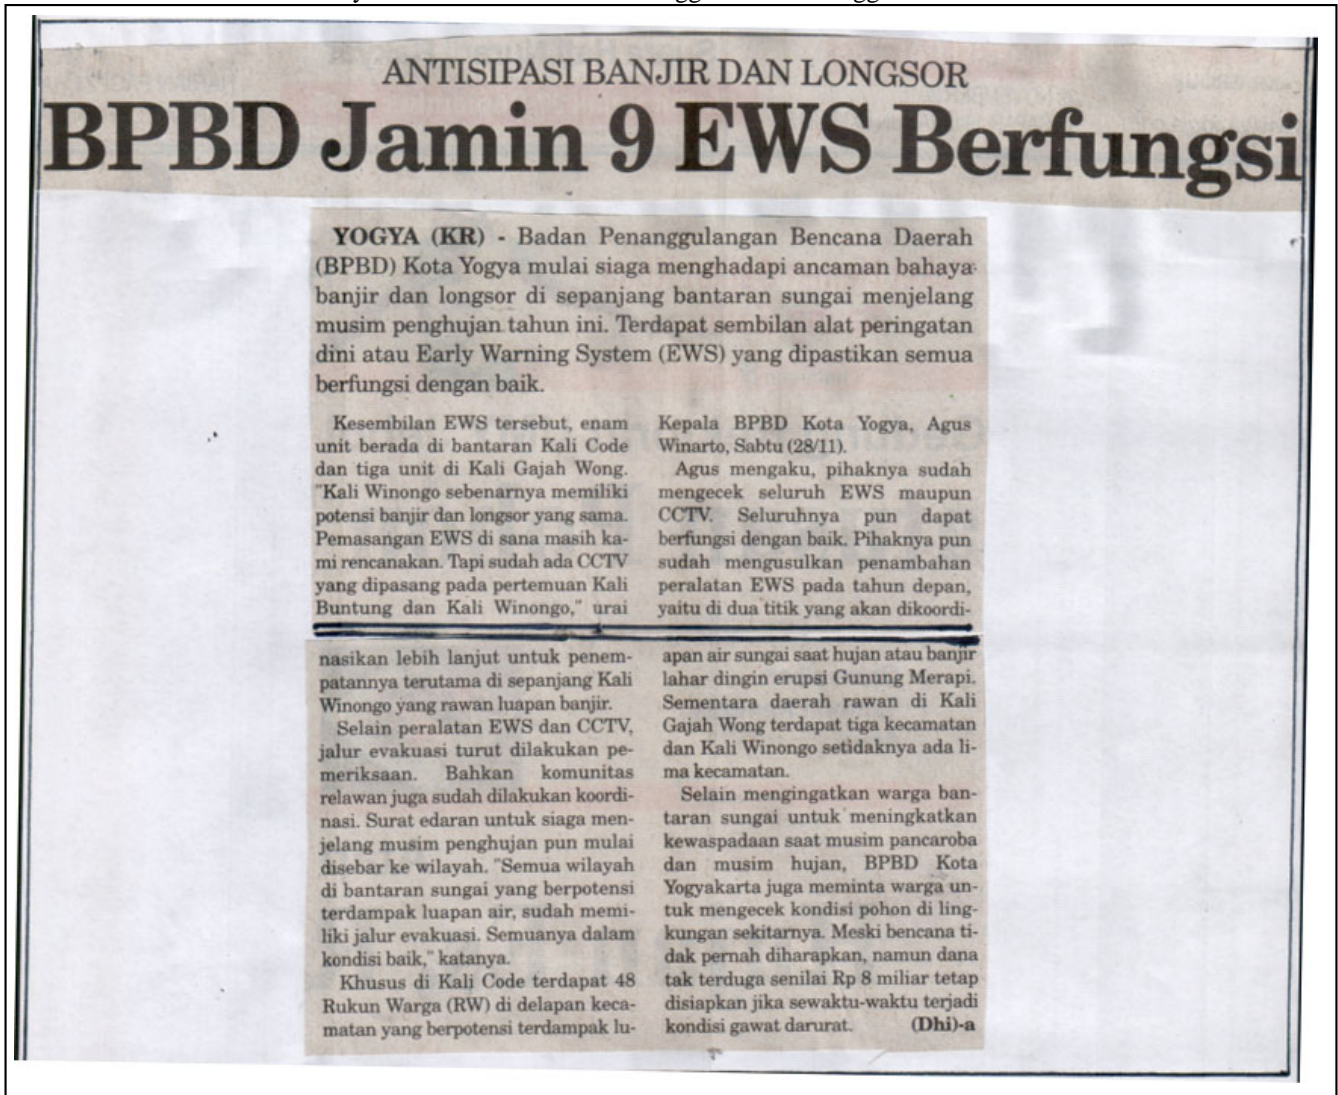 ANTISIPASI BANJIR DAN LONGSOR
BPBD Jamin 9 EWS Berfungsi
YOGYA (KR) - Badan Penanggulangan Bencana Daerah
(BPBD) Kota Yogya mulai siaga menghadapi ancaman bahaya
banjir dan longsor di sepanjang bantaran sungai menjelang
musim penghujan tahun ini. Terdapat sembilan alat peringatan
dini atau Early Warning System (EWS) yang dipastikan semua
berfungsi dengan baik.
Kesembilan EWS tersebut, enam
unit berada di bantaran Kali Code
dan tiga unit di Kali Gajah Wong.
"Kali Winongo sebenarnya memiliki
potensi banjir dan longsor yang sama.
Pemasangan EWS di sana masih ka-
mi rencanakan. Tapi sudah ada CCTV
yang dipasang pada pertemuan Kali
Buntung dan Kali Winongo," urai
Kepala BPBD Kota Yogya, Agus
Winarto, Sabtu (28/11).
Agus mengaku, pihaknya sudah
mengecek seluruh EWS maupun
CCTV. Seluruhnya pun dapat
berfungsi dengan baik. Pihaknya pun
sudah mengusulkan penambahan
peralatan EWS pada tahun depan,
yaitu di dua titik yang akan dikoordi-
nasikan lebih lanjut untuk penem-
patannya terutama di sepanjang Kali
Winongo yang rawan luapan banjir.
Selain peralatan EWS dan CCTV,
jalur evakuasi turut dilakukan pe-
meriksaan. Bahkan komunitas
relawan juga sudah dilakukan koordi-
nasi. Surat edaran untuk siaga men-
jelang musim penghujan pun mulai
disebar ke wilayah. "Semua wilayah
di bantaran sungai yang berpotensi
terdampak luapan air, sudah memi-
liki jalur evakuasi. Semuanya dalam
kondisi baik," katanya.
Khusus di Kali Code terdapat 48
Rukun Warga (RW) di delapan keca-
matan yang berpotensi terdampak lu-
apan air sungai saat hujan atau banjir
lahar dingin erupsi Gunung Merapi.
Sementara daerah rawan di Kali
Gajah Wong terdapat tiga kecamatan
dan Kali Winongo setidaknya ada li-
ma kecamatan.
Selain mengingatkan warga ban-
taran sungai untuk meningkatkan
kewaspadaan saat musim pancaroba
dan musim hujan, BPBD Kota
Yogyakarta juga meminta warga un-
tuk mengecek kondisi pohon di ling-
kungan sekitarnya. Meski bencana ti-
dak pernah diharapkan, namun dana
tak terduga senilai Rp 8 miliar tetap
disiapkan jika sewaktu-waktu terjadi
kondisi gawat darurat. (Dhi)-a